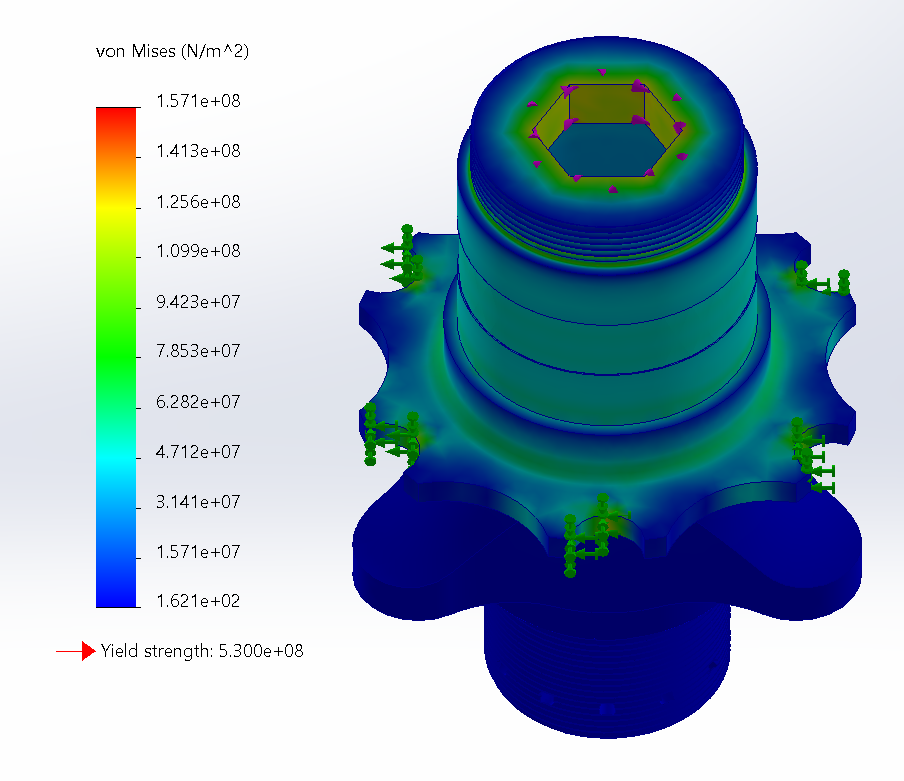 von Mises (N/m^2)
1.571e+08
1.413e+08
1.256e+08
1.099e+08
9.423e+07
7.853e+07
6.282e+07
4.712e+07
3.141e+07
1.571e+07
1.621e+02
Yield strength: 5.300e+08